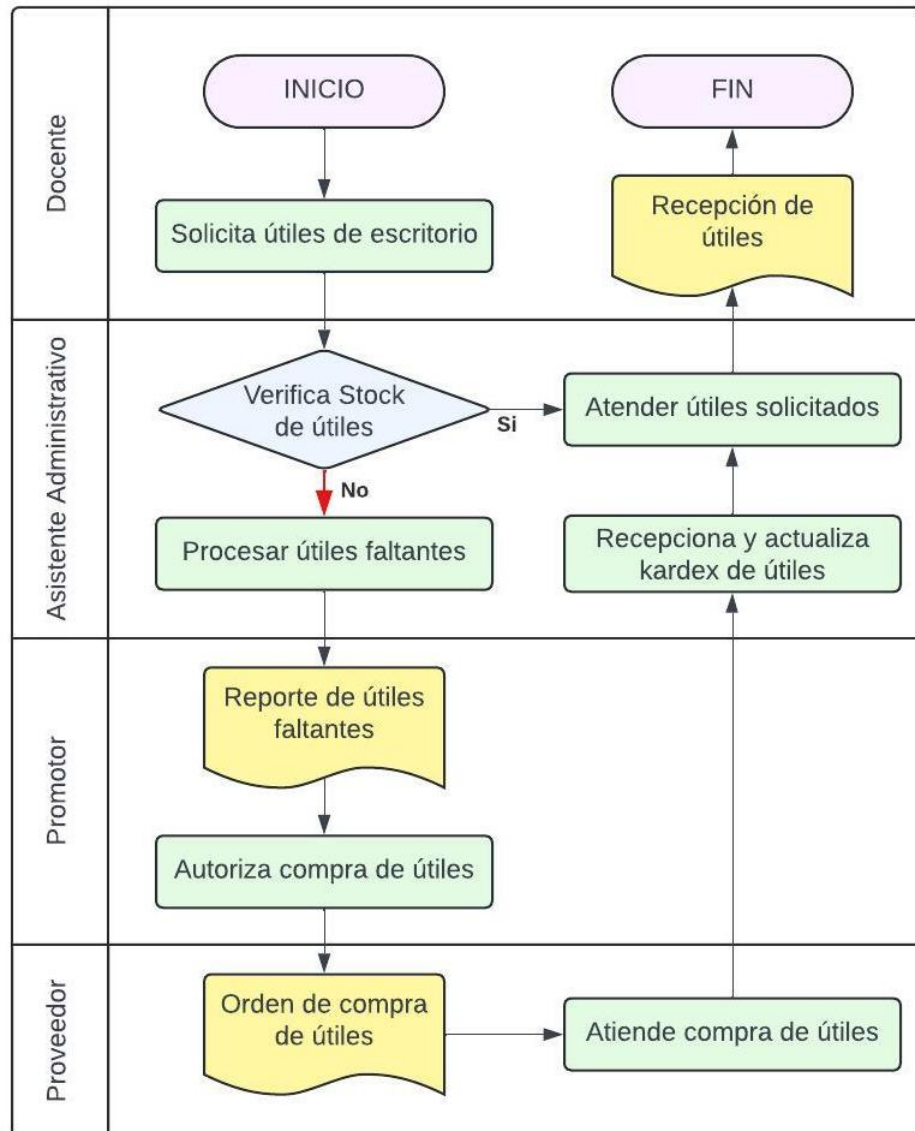 Docente
INICIO
FIN
Solicita útiles de escritorio
Recepción de
útiles
Asistente Administrativo
Verifica Stock
de útiles
Si
No
Atender útiles solicitados
Procesar útiles faltantes
Recepciona y actualiza
kardex de útiles
Promotor
Reporte de útiles
faltantes
Autoriza compra de útiles
Proveedor
Orden de compra
de útiles
Atiende compra de útiles